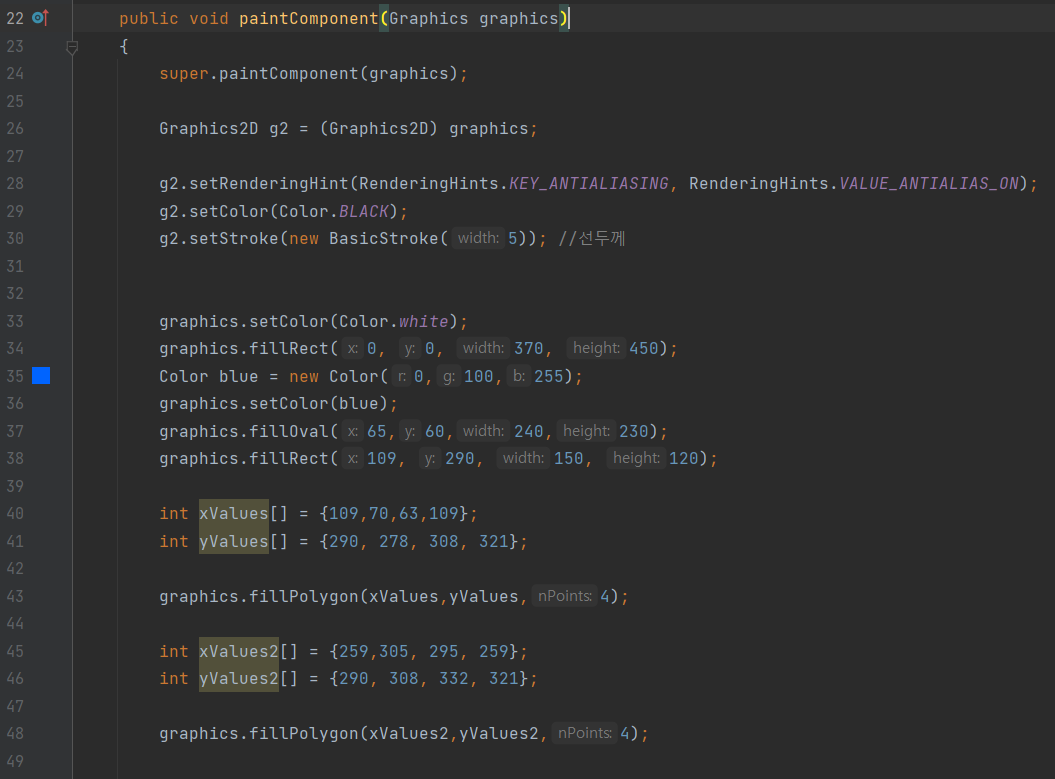 22 public void paintComponent(Graphics graphics)
23 {
24 super.paintComponent(graphics);
25
26 Graphics2D g2 = (Graphics2D) graphics;
27
28 g2.setRenderingHint(RenderingHints.KEY_ANTIALIASING, RenderingHints.VALUE_ANTIALIAS_ON);
29 g2.setColor(Color.BLACK);
30 g2.setStroke(new BasicStroke( width: 5)); //선두께
31
32
33 graphics.setColor(Color.white);
34 graphics.fillRect( x: 0, y: 0, width: 370, height: 450);
35 Color blue = new Color( r: 0, g: 100, b: 255);
36 graphics.setColor(blue);
37 graphics.fillOval( x: 65, y: 60, width: 240, height: 230);
38 graphics.fillRect( x: 109, y: 290, width: 150, height: 120);
39
40 int xValues[] = {109,70,63,109};
41 int yValues[] = {290, 278, 308, 321};
42
43 graphics.fillPolygon(xValues,yValues, nPoints: 4);
44
45 int xValues2[] = {259,305, 295, 259};
46 int yValues2[] = {290, 308, 332, 321};
47
48 graphics.fillPolygon(xValues2,yValues2, nPoints: 4);
49